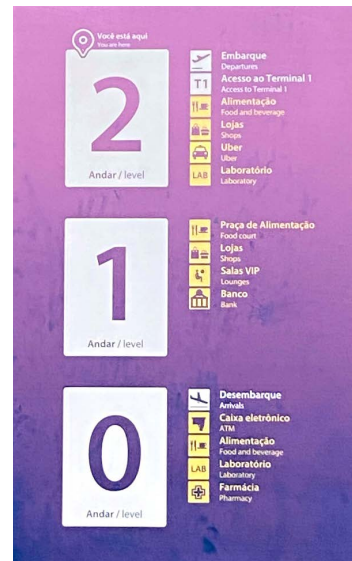 Você está aqui
You are here
2
Andar / level
Embarque
Departures
T1
Acesso ao Terminal 1
Access to Terminal 1
Alimentação
Food and beverage
Lojas
Shops
Uber
Uber
LAB
Laboratório
Laboratory
1
Andar / level
Praça de Alimentação
Food court
Lojas
Shops
Salas VIP
Lounges
Banco
Bank
0
Andar / level
Desembarque
Arrivals
Caixa eletrônico
ATM
Alimentação
Food and beverage
LAB
Laboratório
Laboratory
Farmácia
Pharmacy